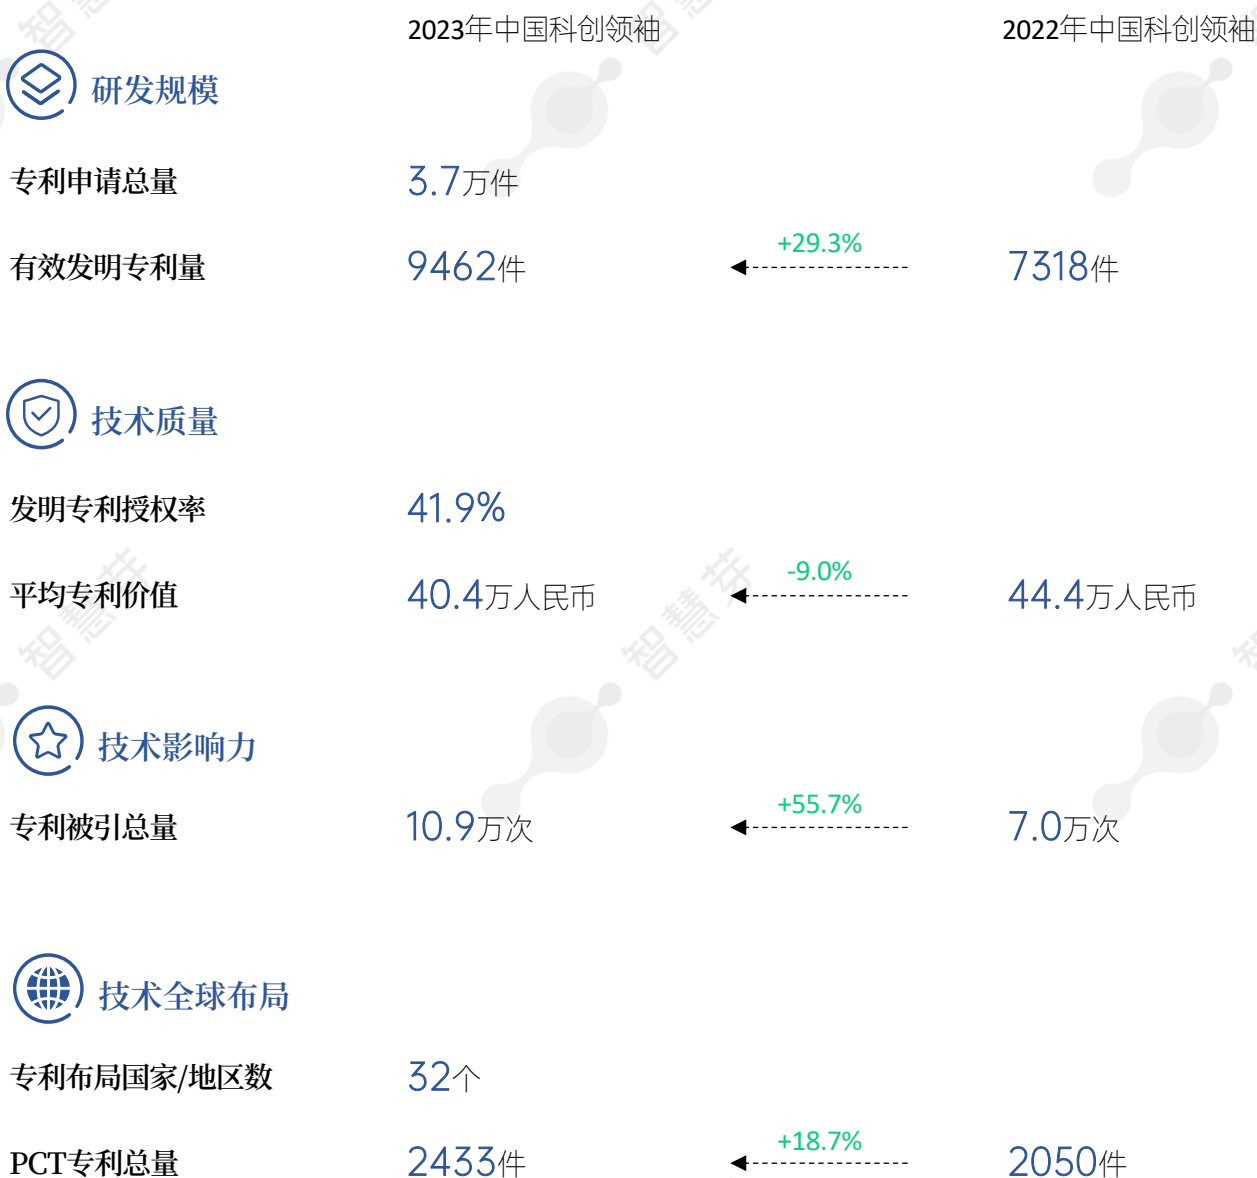 2023年中国科创领袖 2022年中国科创领袖
研发规模
专利申请总量 3.7万件
+29.3%
有效发明专利量 9462件 7318件
技术质量
发明专利授权率 41.9%
-9.0%
平均专利价值 40.4万人民币 44.4万人民币
智慧芽 智慧芽
技术影响力
+55.7%
专利被引总量 10.9万次 7.0万次
技术全球布局
专利布局国家/地区数 32个
+18.7%
PCT专利总量 2433件 2050件